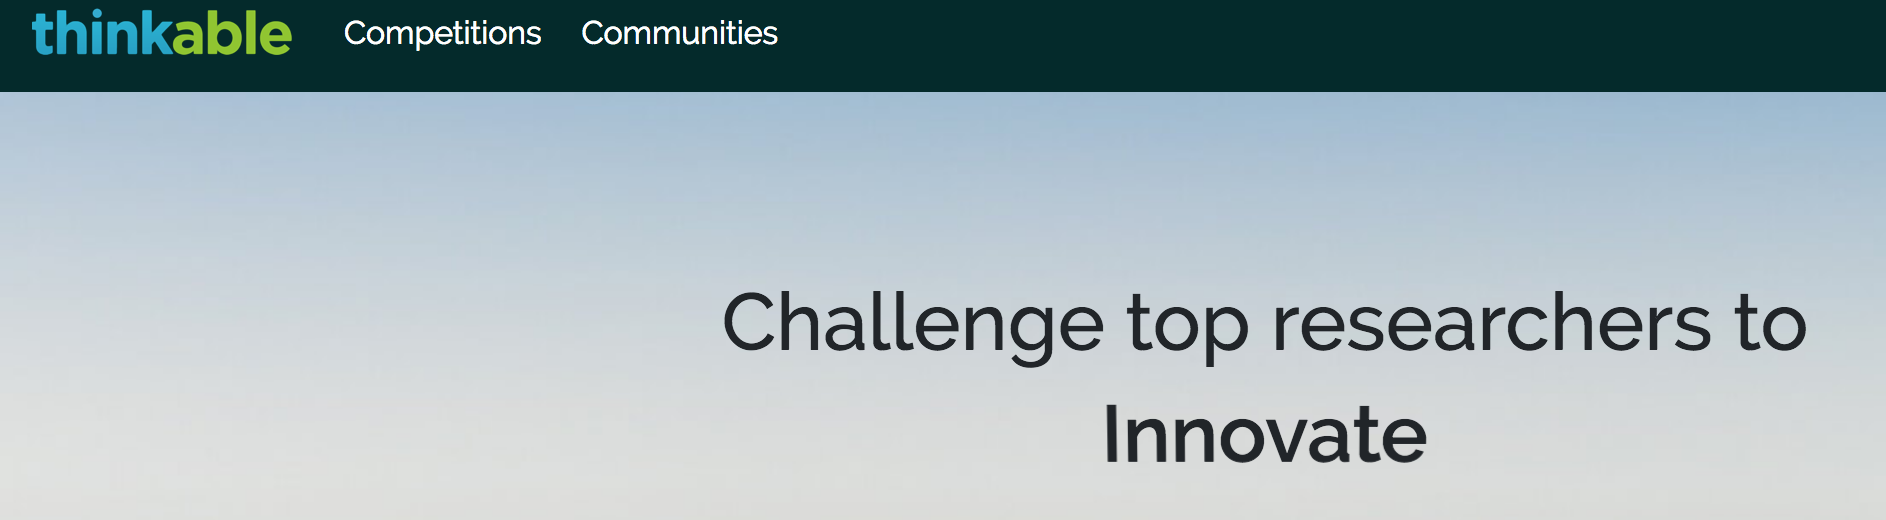 thinkable Competitions Communities
Challenge top researchers to
Innovate